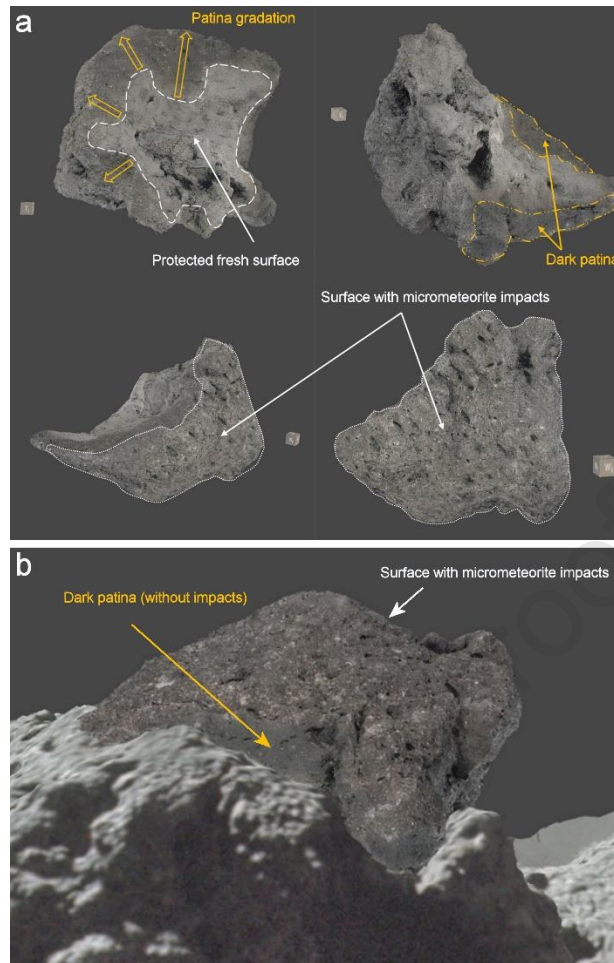 a
Patina gradation
Protected fresh surface
Dark patina
Surface with micrometeorite impacts
b
Surface with micrometeorite impacts
Dark patina (without impacts)